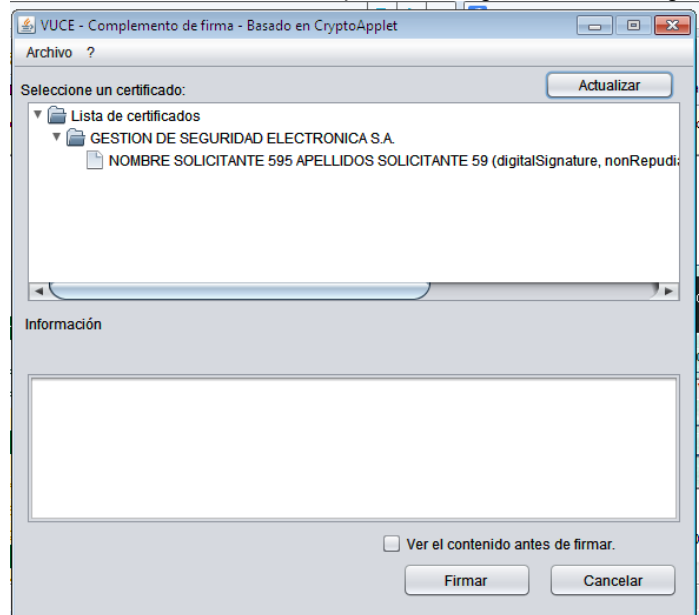 VUCE - Complemento de firma - Basado en CryptoApplet
Archivo ?
Actualizar
Seleccione un certificado:
Lista de certificados
GESTION DE SEGURIDAD ELECTRONICA S.A.
NOMBRE SOLICITANTE 595 APELLIDOS SOLICITANTE 59 (digitalSignature, nonRepudi
Información
Ver el contenido antes de firmar.
Firmar Cancelar